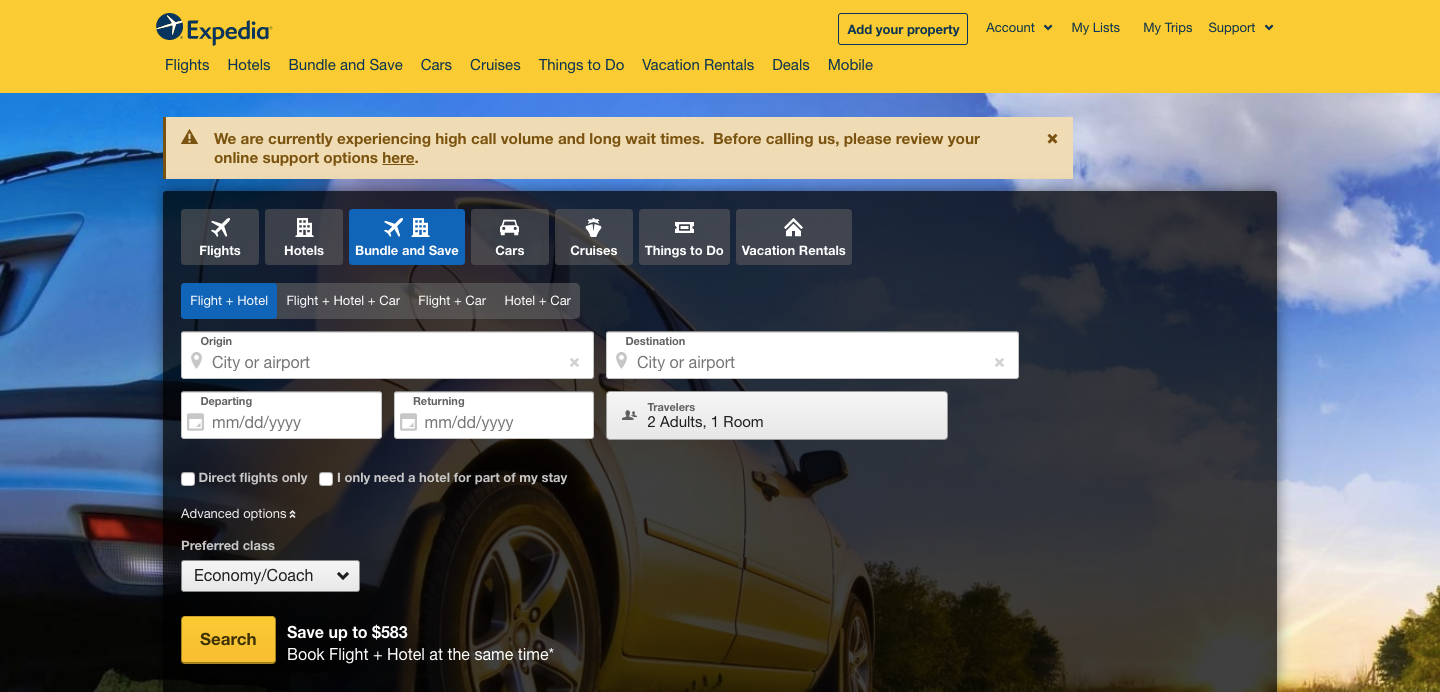 Expedia
Add your property
Account
My Lists
My Trips
Support
Flights
Hotels
Bundle and Save
Cars
Cruises
Things to Do
Vacation Rentals
Deals
Mobile
We are currently experiencing high call volume and long wait times. Before calling us, please review your
online support options here.
Flights
Hotels
Bundle and Save
Cars
Cruises
Things to Do
Vacation Rentals
Flight + Hotel
Flight + Hotel + Car
Flight + Car
Hotel + Car
Origin
City or airport
Destination
City or airport
Departing
mm/dd/yyyy
Returning
mm/dd/yyyy
Travelers
2 Adults, 1 Room
Direct flights only
I only need a hotel for part of my stay
Advanced options
Preferred class
Economy/Coach
Search
Save up to $583
Book Flight + Hotel at the same time*